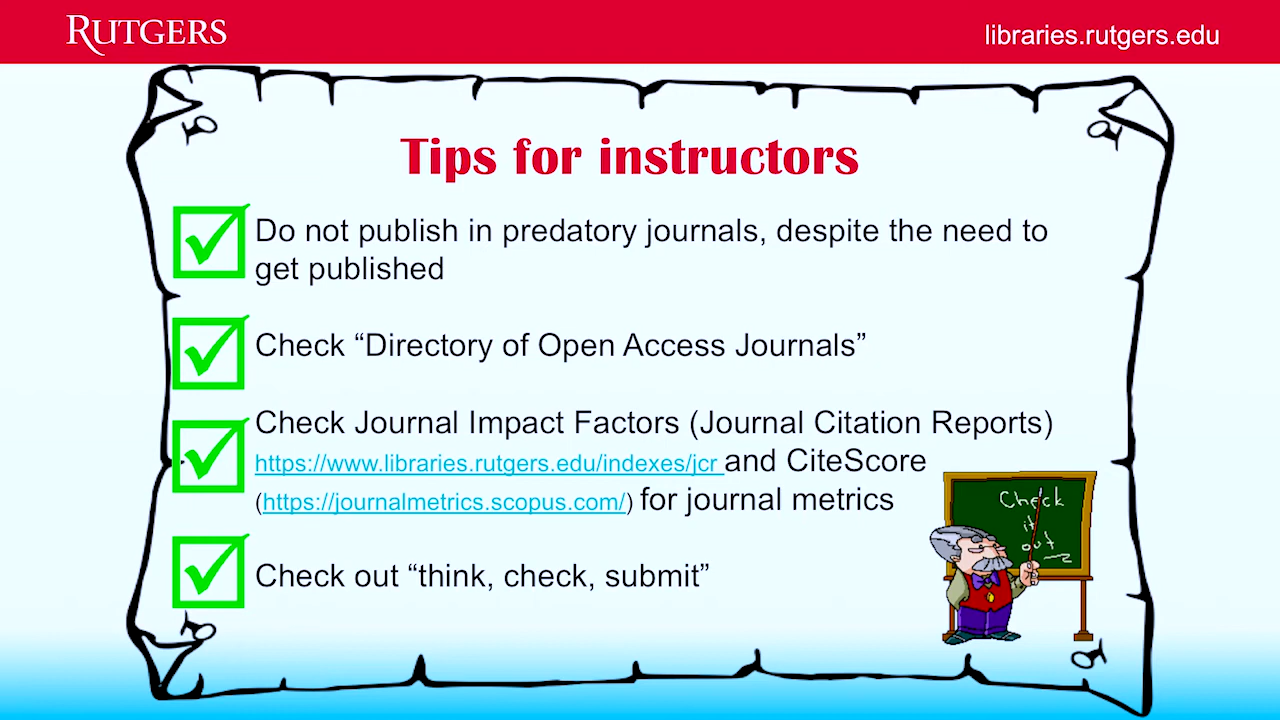 RUTGERS
libraries.rutgers.edu
Tips for instructors
Do not publish in predatory journals, despite the need to
get published
Check “Directory of Open Access Journals”
Check Journal Impact Factors (Journal Citation Reports)
https://www.libraries.rutgers.edu/indexes/jcr and CiteScore
(https://journalmetrics.scopus.com/) for journal metrics
Check out “think, check, submit”
Check
it
out